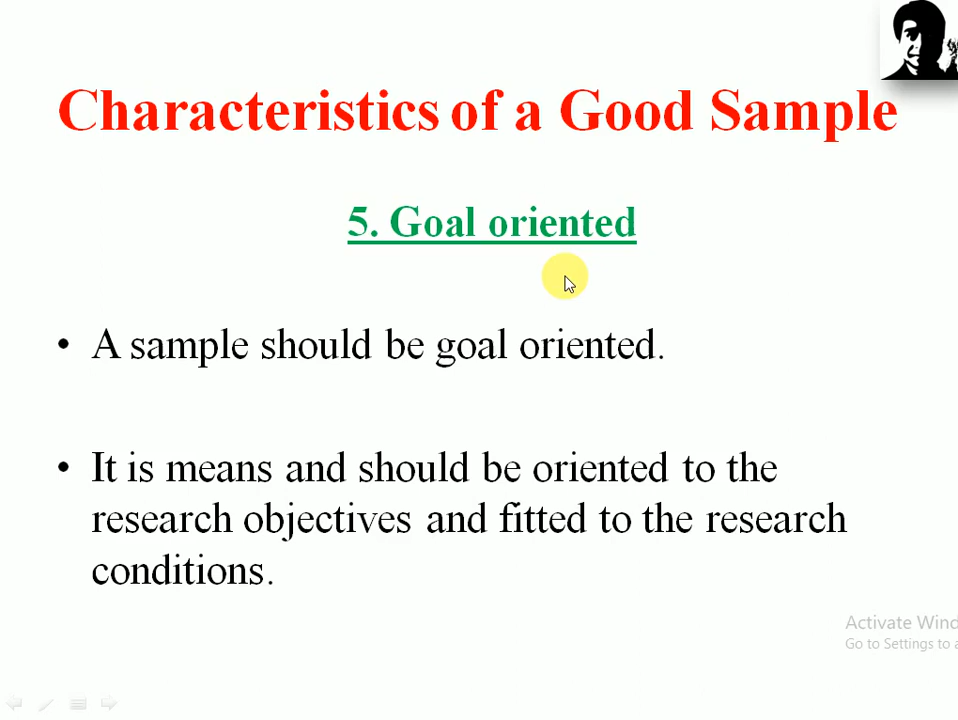 Characteristics of a Good Sample
5. Goal oriented
• A sample should be goal oriented.
• It is means and should be oriented to the
research objectives and fitted to the research
conditions.
Activate Wind
Go to Settings to a